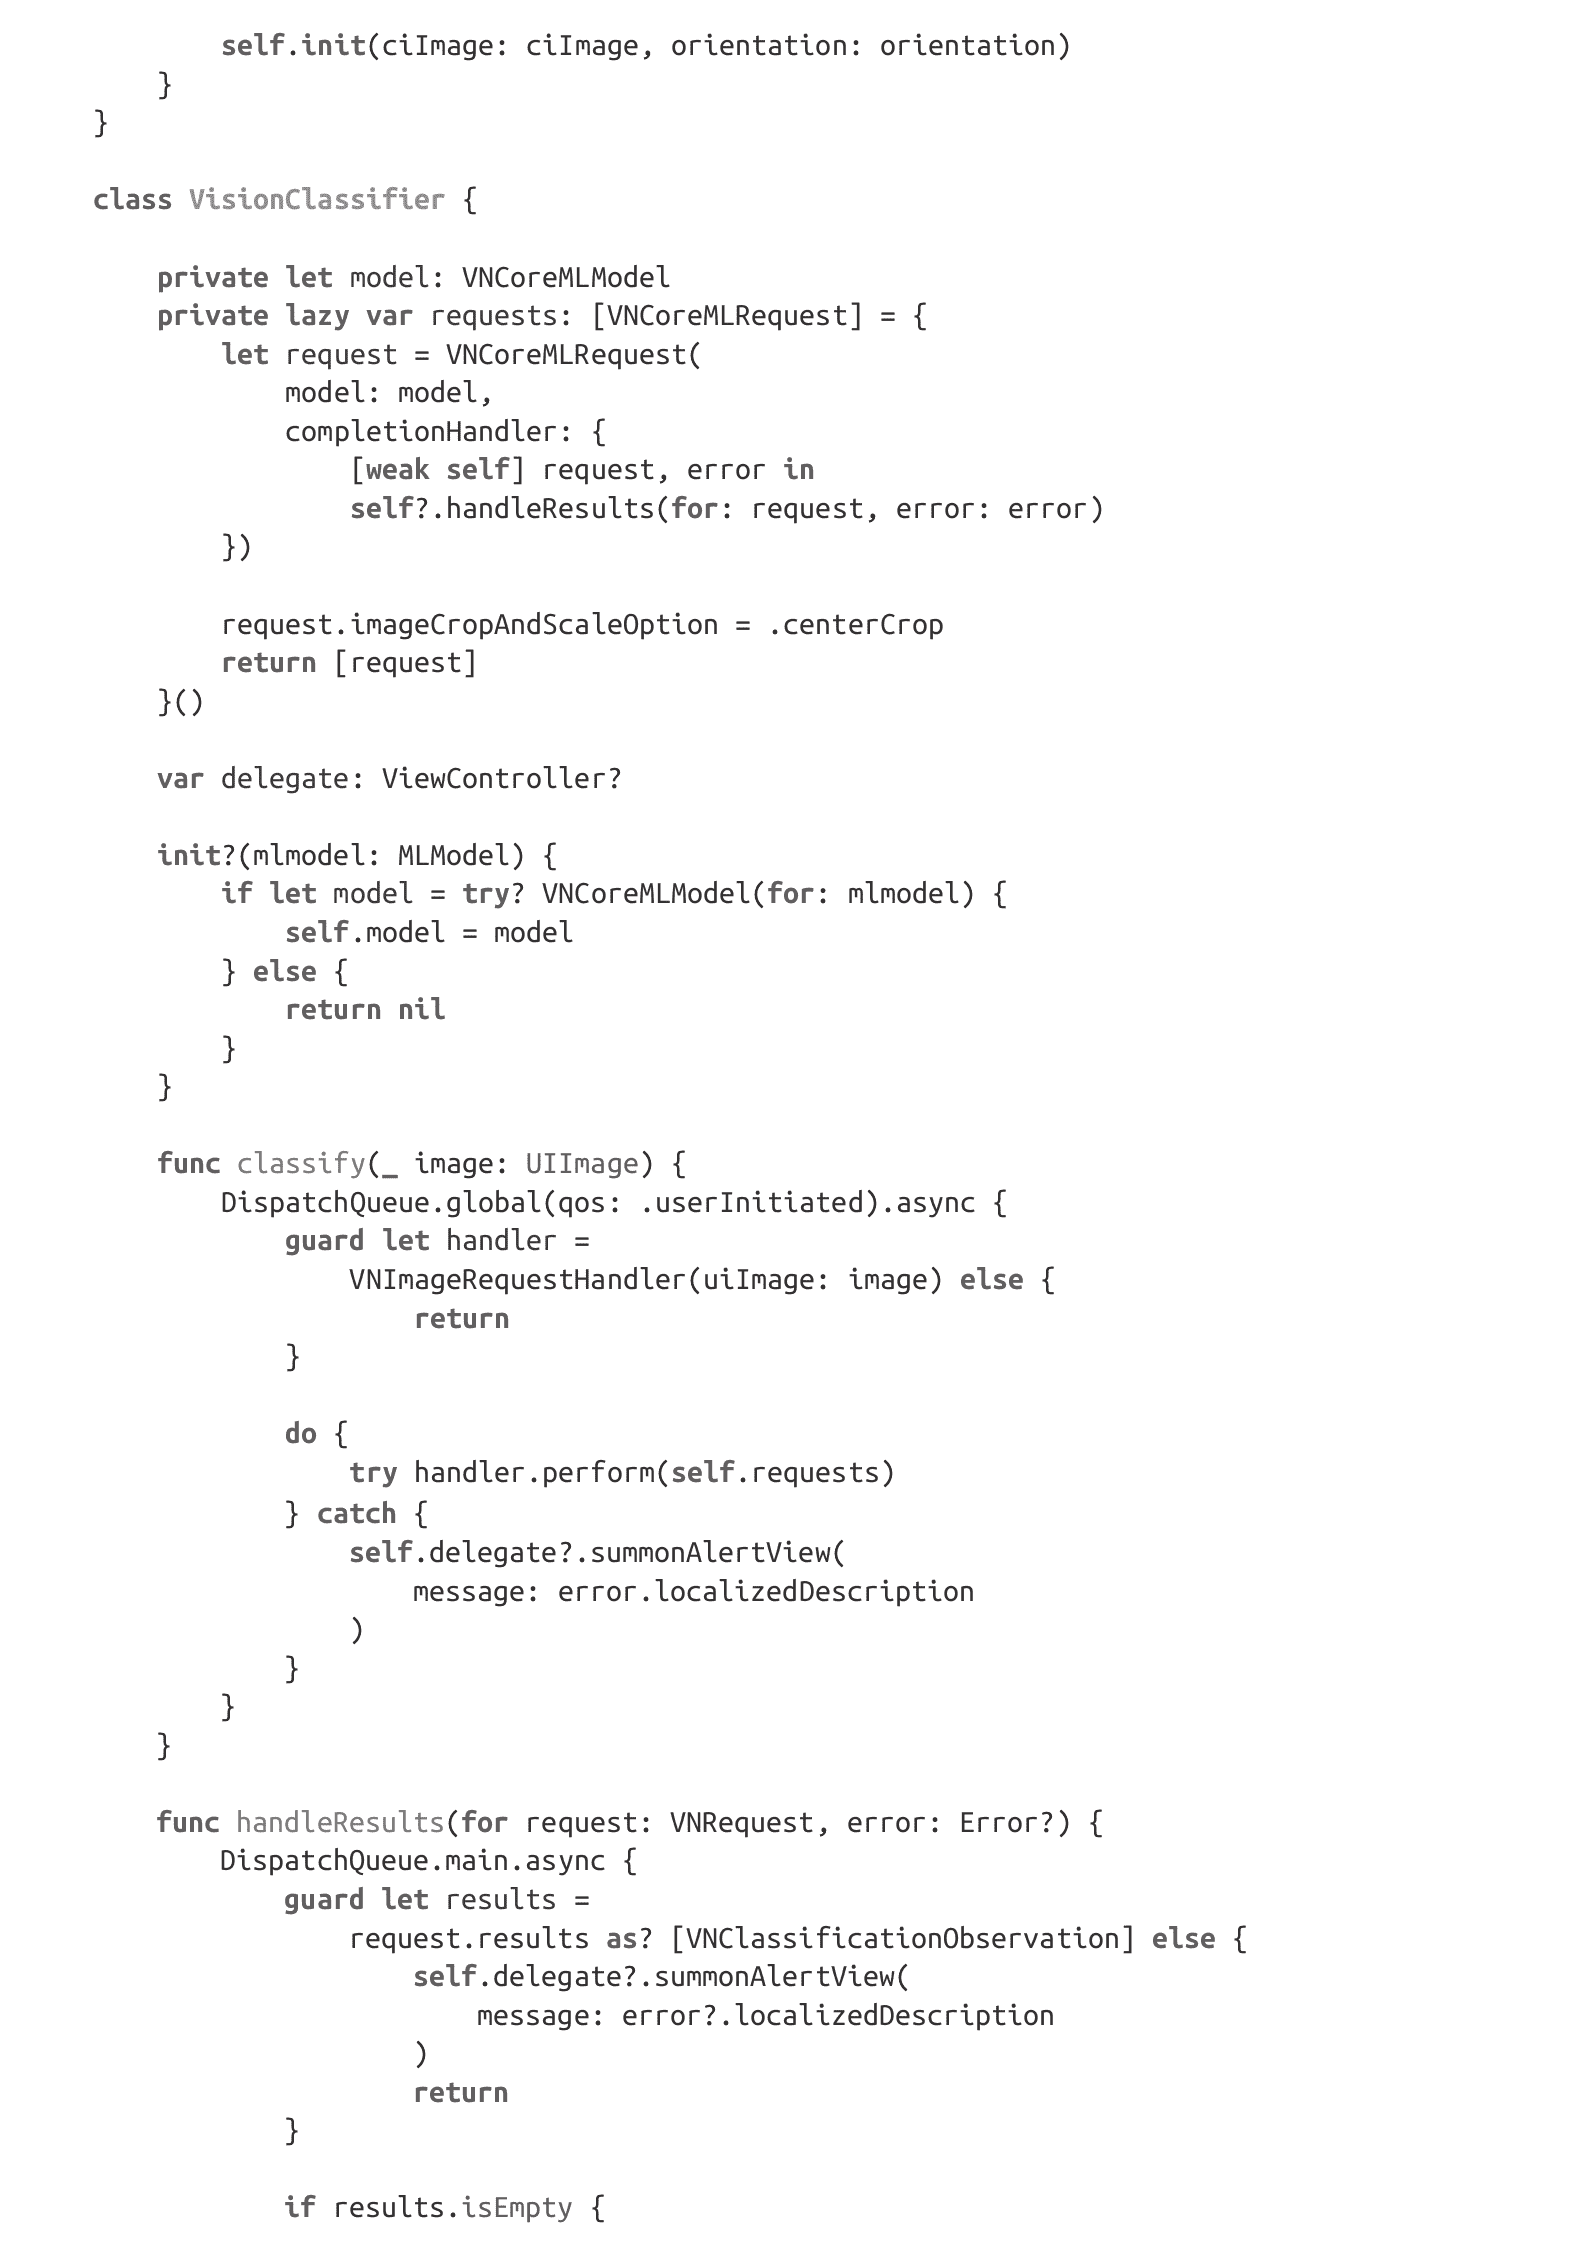 self.init(ciImage: ciImage, orientation: orientation)
    }
}
class VisionClassifier {
    private let model: VNCoreMLModel
    private lazy var requests: [VNCoreMLRequest] = {
        let request = VNCoreMLRequest(
            model: model,
            completionHandler: {
                [weak self] request, error in
                self?.handleResults(for: request, error: error)
        })
        request.imageCropAndScaleOption = .centerCrop
        return [request]
    }()
    var delegate: ViewController?
    init?(mlmodel: MLModel) {
        if let model = try? VNCoreMLModel(for: mlmodel) {
            self.model = model
        } else {
            return nil
        }
    }
    func classify(_ image: UIImage) {
        DispatchQueue.global(qos: .userInitiated).async {
            guard let handler =
                VNImageRequestHandler(uiImage: image) else {
                    return
            }
            do {
                try handler.perform(self.requests)
            } catch {
                self.delegate?.summonAlertView(
                    message: error.localizedDescription
                )
            }
        }
    }
    func handleResults(for request: VNRequest, error: Error?) {
        DispatchQueue.main.async {
            guard let results =
                request.results as? [VNClassificationObservation] else {
                    self.delegate?.summonAlertView(
                        message: error?.localizedDescription
                    )
                    return
            }
            if results.isEmpty {